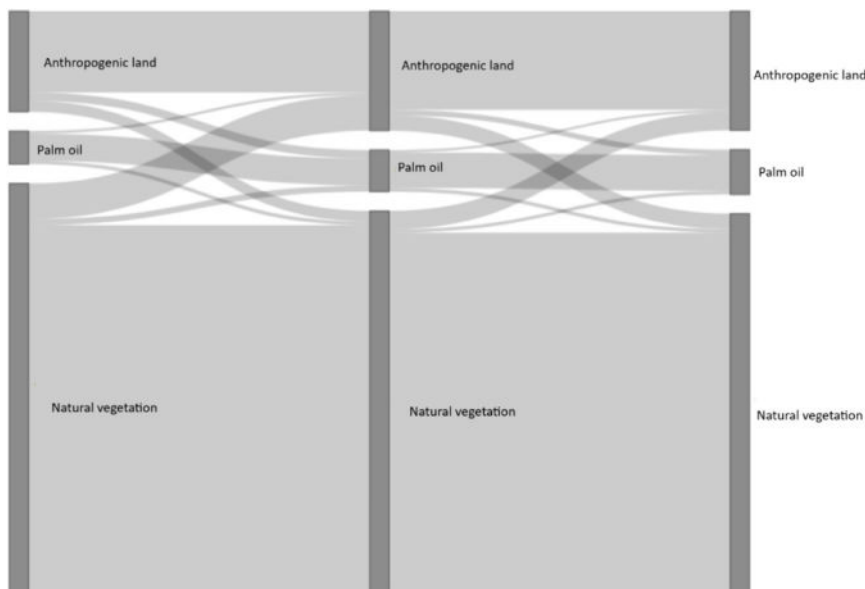 Anthropogenic land
Anthropogenic land
Anthropogenic land
Palm oil
Palm oil
Palm oil
Natural vegetation
Natural vegetation
Natural vegetation